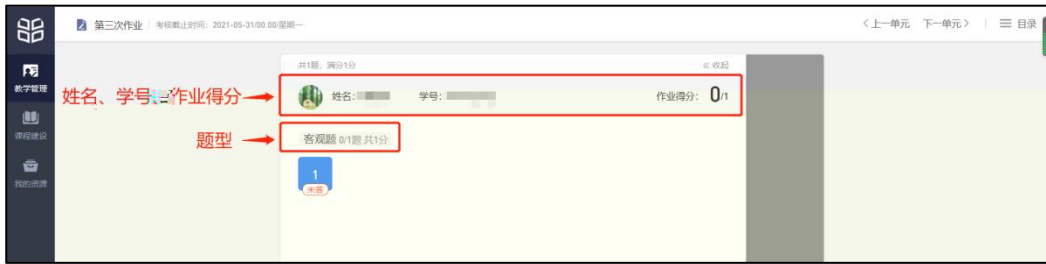 第三次作业 考核截止时间：2021-05-31/00:00/星期一
上一单元 下一单元 目录
共1题，满分1分 收起
教学管理
姓名、学号、作业得分
姓名： 学号： 作业得分： 0/1
课程建设
题型
客观题 0/1题 共1分
我的资源
1
未答